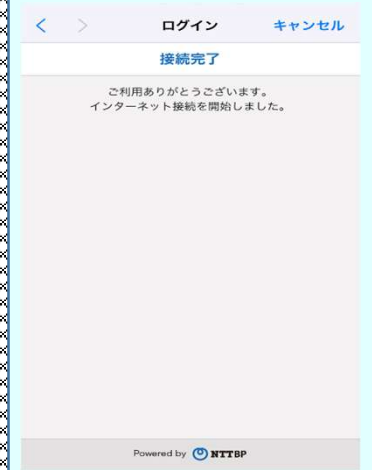 ログイン キャンセル
接続完了
ご利用ありがとうございます。
インターネット接続を開始しました。
Powered by NTTBP